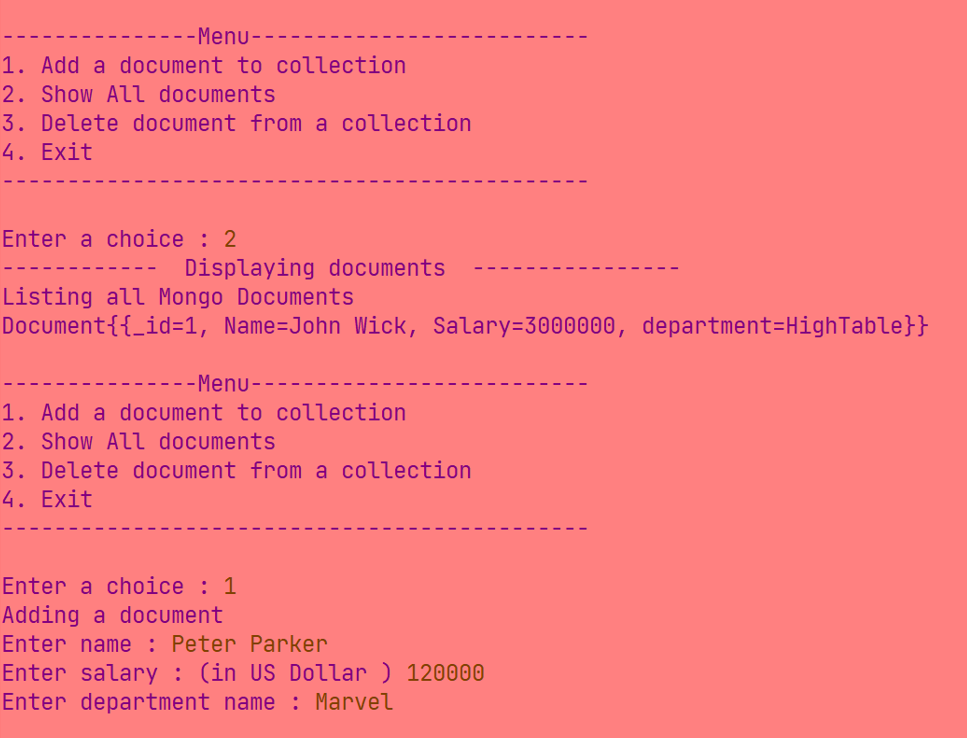 ---------------Menu--------------------------
1. Add a document to collection
2. Show All documents
3. Delete document from a collection
4. Exit
---------------------------------------------
Enter a choice : 2
------------  Displaying documents  ----------------
Listing all Mongo Documents
Document{{_id=1, Name=John Wick, Salary=3000000, department=HighTable}}
---------------Menu--------------------------
1. Add a document to collection
2. Show All documents
3. Delete document from a collection
4. Exit
---------------------------------------------
Enter a choice : 1
Adding a document
Enter name : Peter Parker
Enter salary : (in US Dollar ) 120000
Enter department name : Marvel